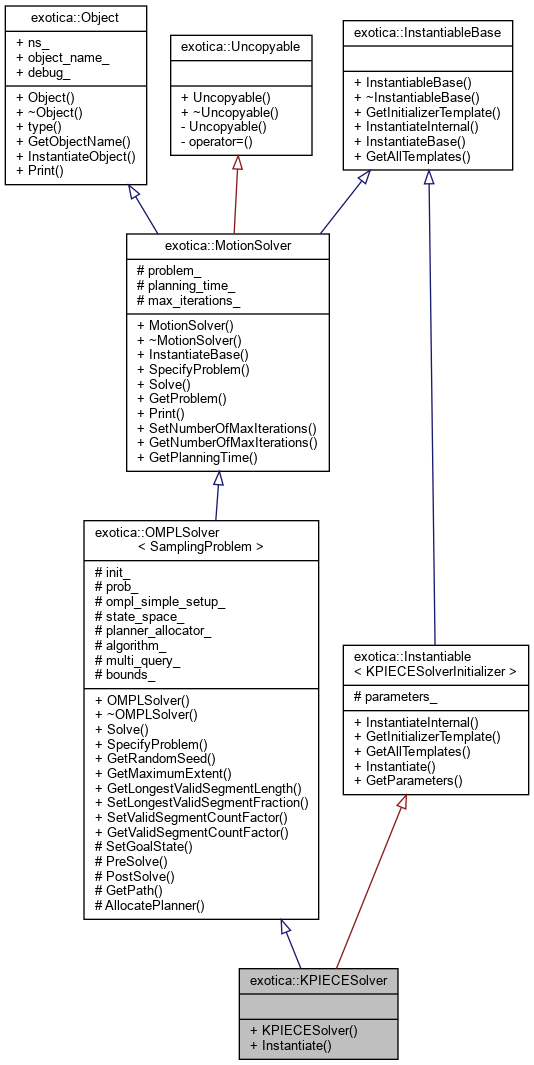 exotica::Object
+ ns_
+ object_name_
+ debug_
+ Object()
+ ~Object()
+ type()
+ GetObjectName()
+ InstantiateObject()
+ Print()
exotica::Uncopyable
+ Uncopyable()
+ ~Uncopyable()
- Uncopyable()
- operator=()
exotica::InstantiableBase
+ InstantiableBase()
+ ~InstantiableBase()
+ GetInitializerTemplate()
+ InstantiateInternal()
+ InstantiateBase()
+ GetAllTemplates()
exotica::MotionSolver
# problem_
# planning_time_
# max_iterations_
+ MotionSolver()
+ ~MotionSolver()
+ InstantiateBase()
+ SpecifyProblem()
+ Solve()
+ GetProblem()
+ Print()
+ SetNumberOfMaxIterations()
+ GetNumberOfMaxIterations()
+ GetPlanningTime()
exotica::OMPLSolver
< SamplingProblem >
# init_
# prob_
# ompl_simple_setup_
# state_space_
# planner_allocator_
# algorithm_
# multi_query_
# bounds_
+ OMPLSolver()
+ ~OMPLSolver()
+ Solve()
+ SpecifyProblem()
+ GetRandomSeed()
+ GetMaximumExtent()
+ GetLongestValidSegmentLength()
+ SetLongestValidSegmentFraction()
+ SetValidSegmentCountFactor()
+ GetValidSegmentCountFactor()
# SetGoalState()
# PreSolve()
# PostSolve()
# GetPath()
# AllocatePlanner()
exotica::Instantiable
< KPIECESolverInitializer >
# parameters_
+ InstantiateInternal()
+ GetInitializerTemplate()
+ GetAllTemplates()
+ Instantiate()
+ GetParameters()
exotica::KPIECESolver
+ KPIECESolver()
+ Instantiate()